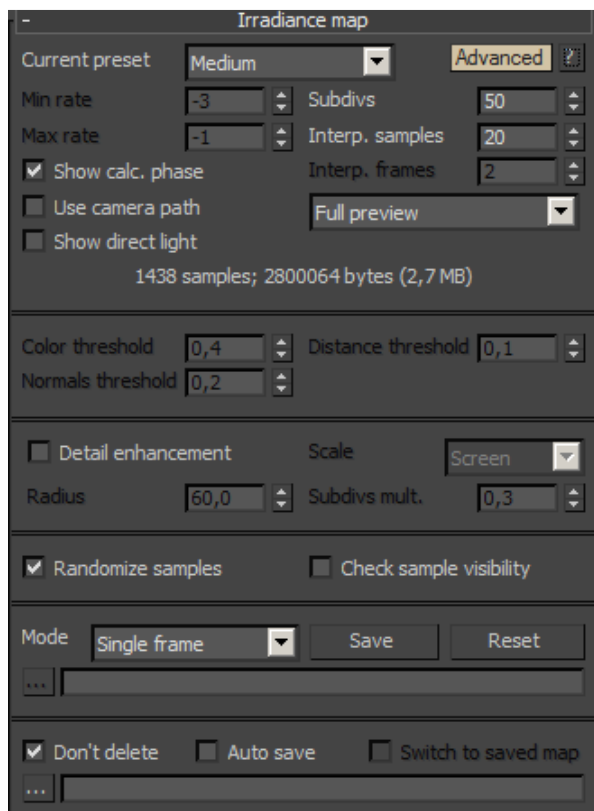 - Irradiance map
Current preset Medium Advanced ?
Min rate -3 Subdivs 50
Max rate -1 Interp. samples 20
Show calc. phase Interp. frames 2
Use camera path Full preview
Show direct light
1438 samples; 2800064 bytes (2,7 MB)
Color threshold 0,4 Distance threshold 0,1
Normals threshold 0,2
Detail enhancement Scale Screen
Radius 60,0 Subdivs mult. 0,3
Randomize samples Check sample visibility
Mode Single frame Save Reset
...
Don't delete Auto save Switch to saved map
...